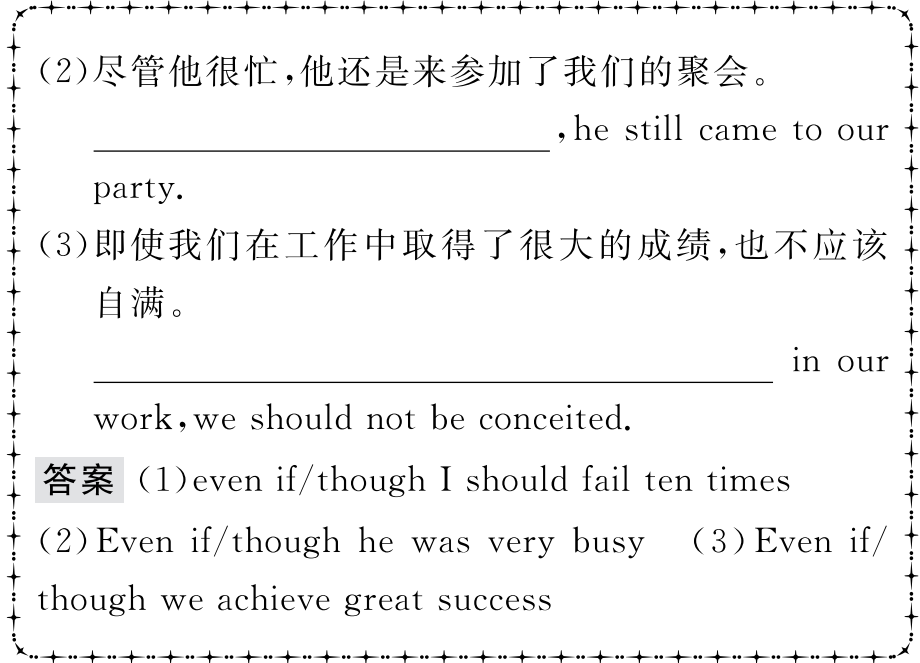 (2)尽管他很忙,他还是来参加了我们的聚会。
,he still came to our
party.
(3)即使我们在工作中取得了很大的成绩,也不应该
自满。
in our
work,we should not be conceited.
答案 (1)even if/though I should fail ten times
(2)Even if/though he was very busy (3)Even if/
though we achieve great success